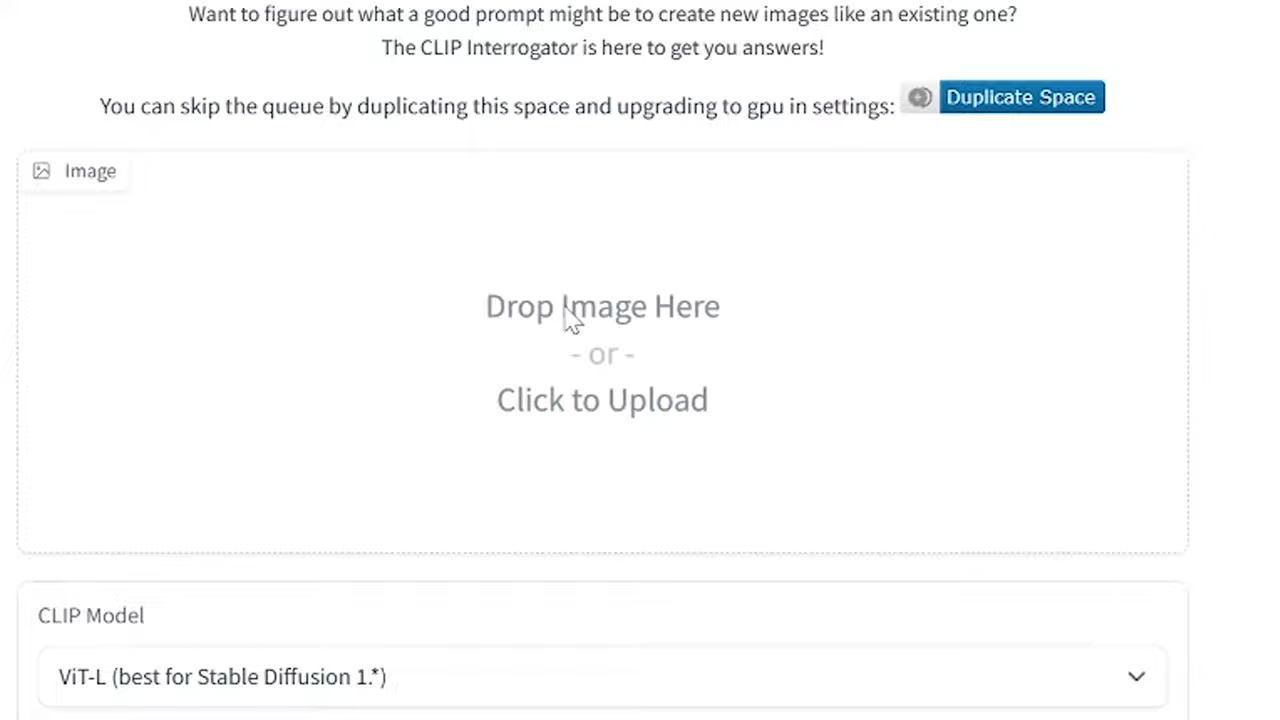 Want to figure out what a good prompt might be to create new images like an existing one?
The CLIP Interrogator is here to get you answers!
You can skip the queue by duplicating this space and upgrading to gpu in settings: Duplicate Space
Image
Drop Image Here
- or -
Click to Upload
CLIP Model
ViT-L (best for Stable Diffusion 1.*)